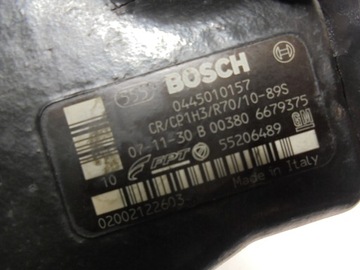 BOSCH
0445010157
CR/CP1H3/R70/10-89S
07-11-30 B 00380 6679375
10 FPT 55206489 GM
Made in Italy
02002122603